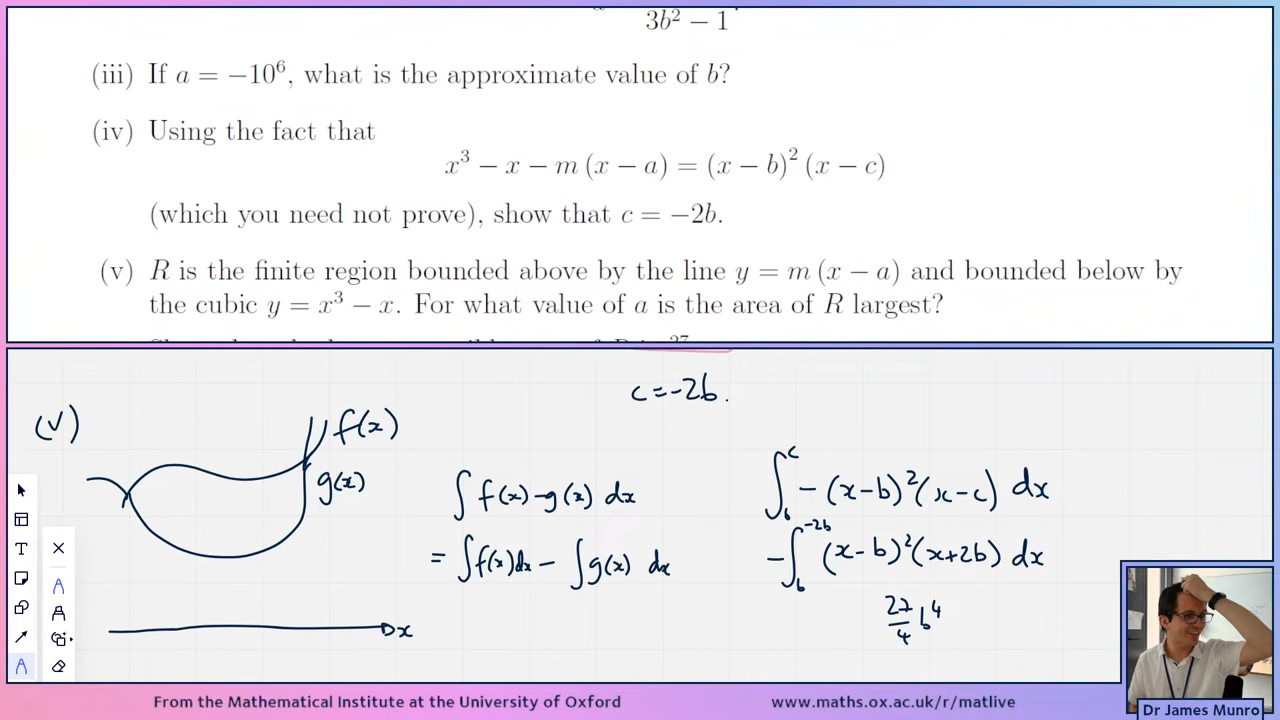 3b² − 1
(iii) If a = −10⁶, what is the approximate value of b?
(iv) Using the fact that
x³ − x − m (x − a) = (x − b)² (x − c)
(which you need not prove), show that c = −2b.
(v) R is the finite region bounded above by the line y = m (x − a) and bounded below by
the cubic y = x³ − x. For what value of a is the area of R largest?
c = -2b.
(v)
f(x)
g(x)
x
∫ f(x) - g(x) dx
= ∫f(x)dx − ∫g(x) dx
∫_b^c − (x-b)²(x-c) dx
−∫_b^{-2b} (x-b)²(x+2b) dx
27/4 b⁴
T
From the Mathematical Institute at the University of Oxford
www.maths.ox.ac.uk/r/matlive
Dr James Munro